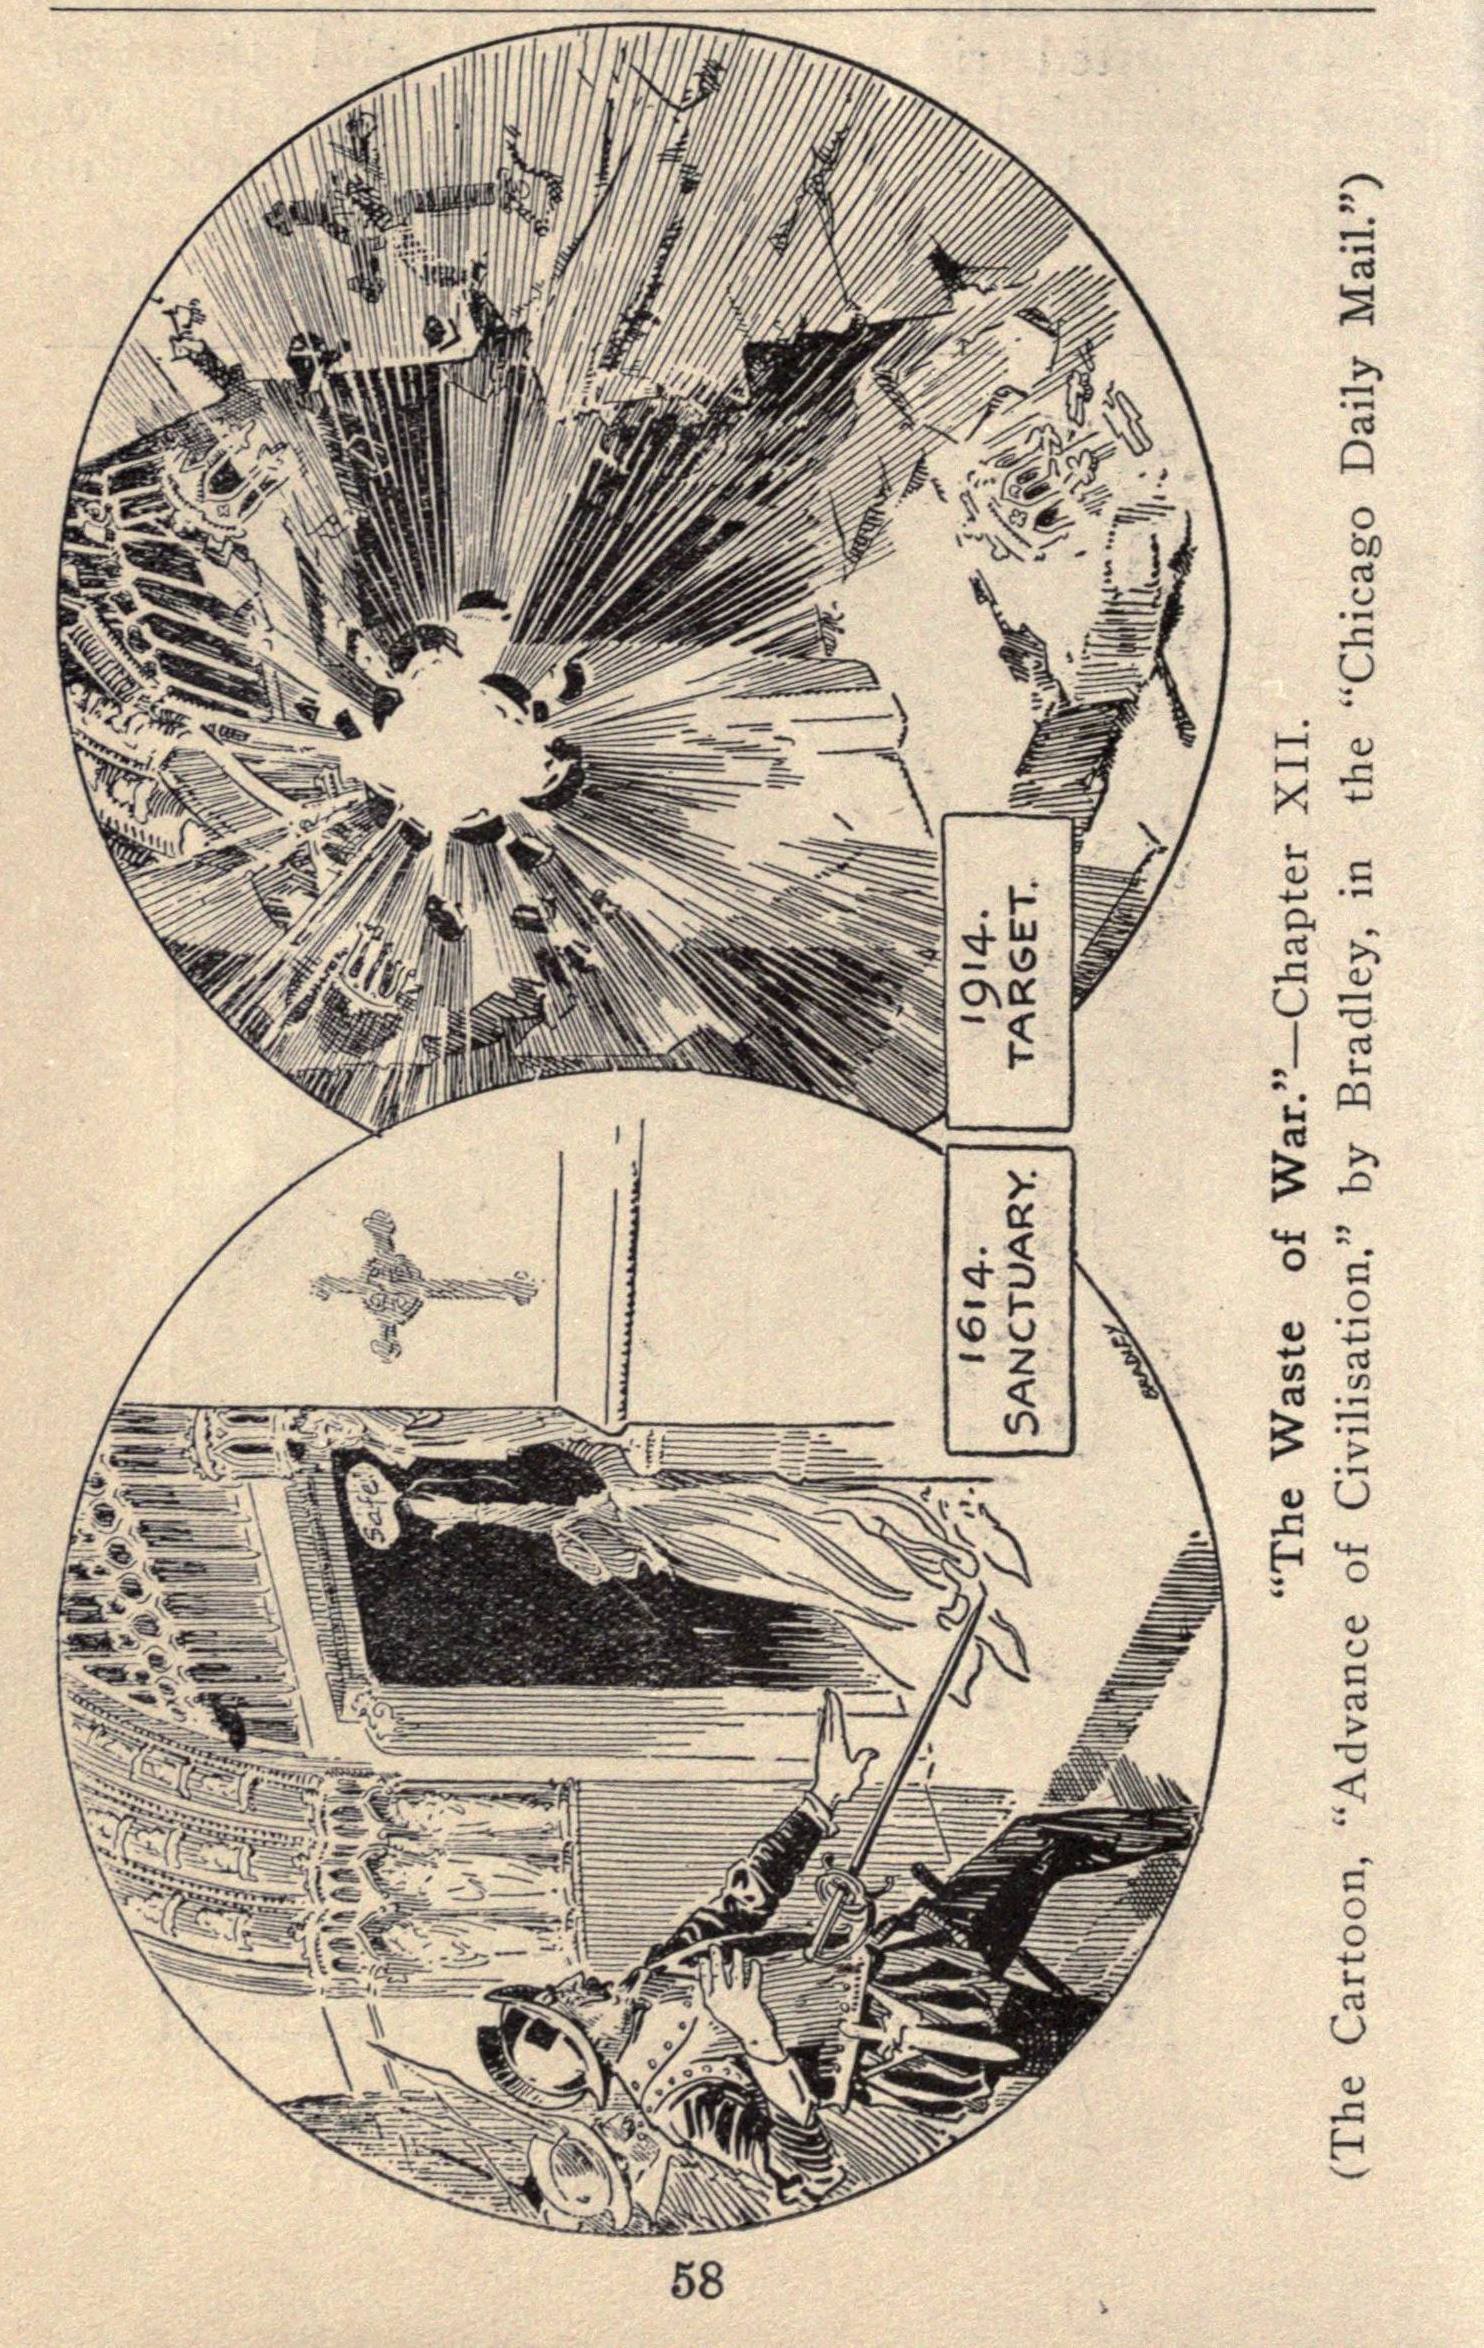 Safe!
1614.
SANCTUARY.
1914.
TARGET.
BRADLEY
“The Waste of War.”—Chapter XII.
(The Cartoon, “Advance of Civilisation,” by Bradley, in the “Chicago Daily Mail.”)
58